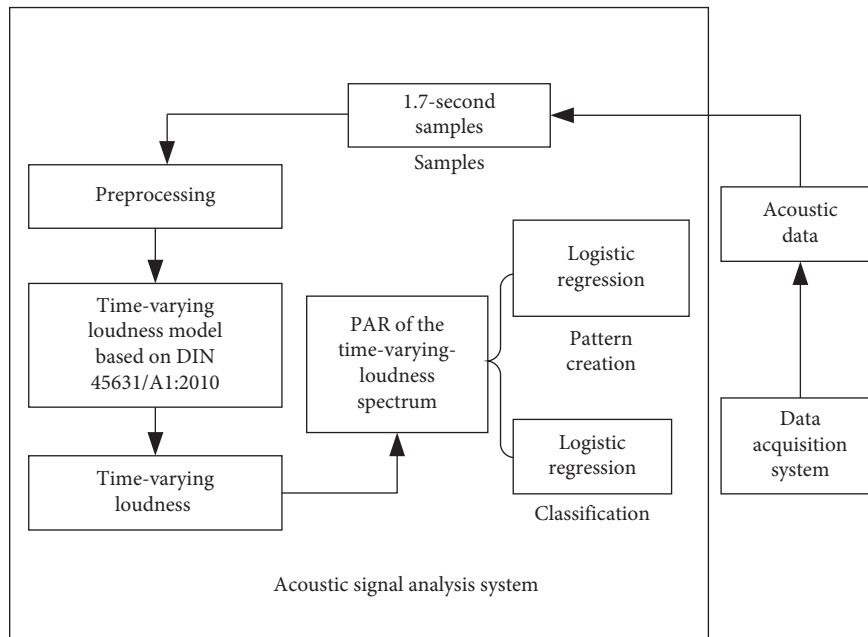 1.7-second
samples
Samples
Preprocessing
Time-varying
loudness model
based on DIN
45631/A1:2010
Time-varying
loudness
PAR of the
time-varying-
loudness
spectrum
Logistic
regression
Pattern
creation
Logistic
regression
Classification
Acoustic signal analysis system
Acoustic
data
Data
acquisition
system